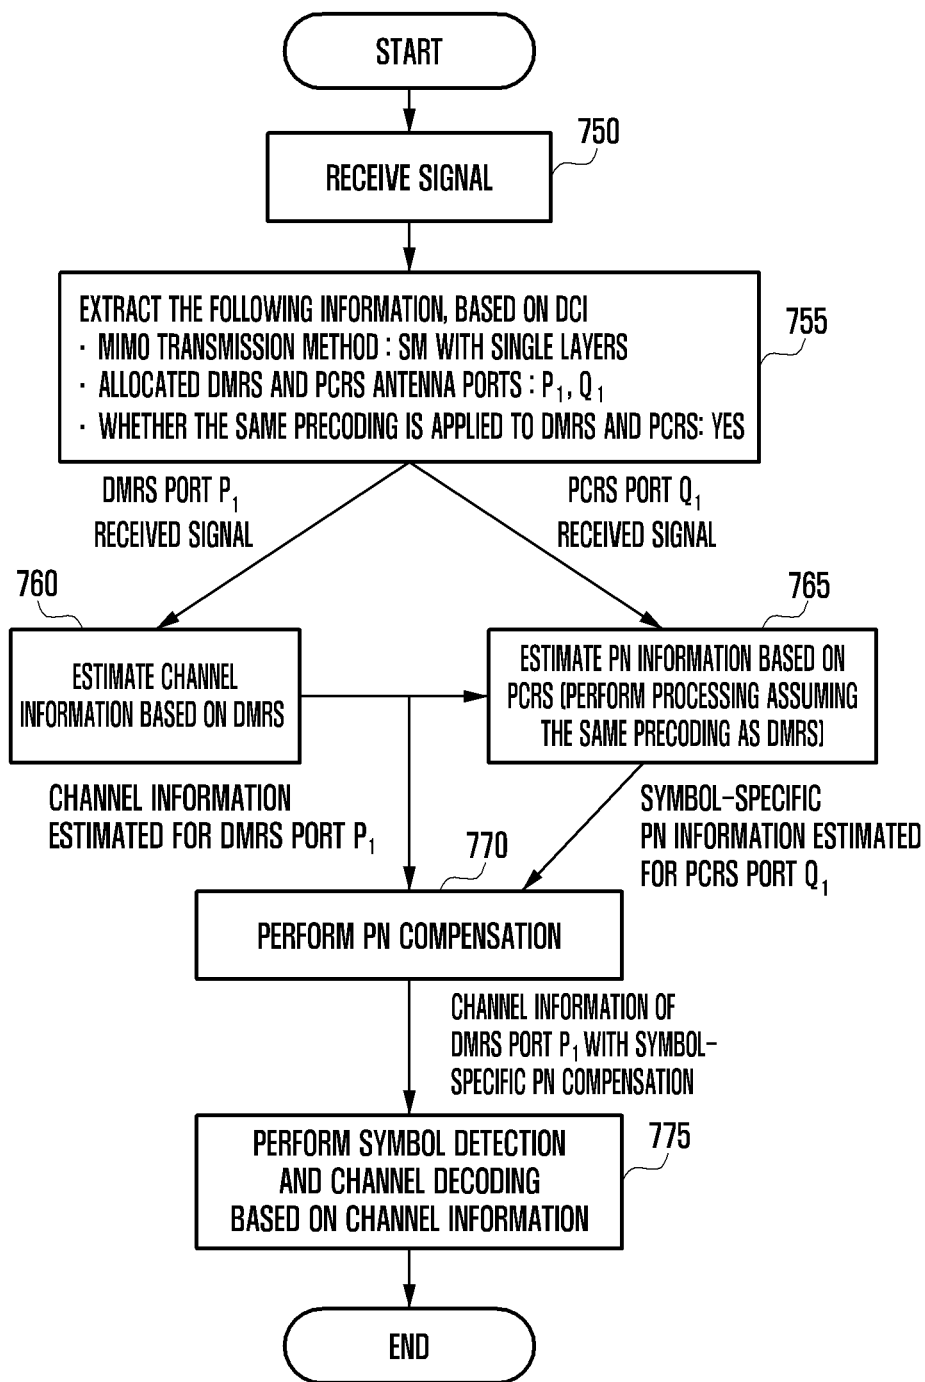 START
750
RECEIVE SIGNAL
EXTRACT THE FOLLOWING INFORMATION, BASED ON DCI
· MIMO TRANSMISSION METHOD : SM WITH SINGLE LAYERS
· ALLOCATED DMRS AND PCRS ANTENNA PORTS : P₁, Q₁
· WHETHER THE SAME PRECODING IS APPLIED TO DMRS AND PCRS: YES
755
DMRS PORT P₁
RECEIVED SIGNAL
PCRS PORT Q₁
RECEIVED SIGNAL
760
765
ESTIMATE CHANNEL
INFORMATION BASED ON DMRS
ESTIMATE PN INFORMATION BASED ON
PCRS (PERFORM PROCESSING ASSUMING
THE SAME PRECODING AS DMRS)
CHANNEL INFORMATION
ESTIMATED FOR DMRS PORT P₁
SYMBOL-SPECIFIC
PN INFORMATION ESTIMATED
FOR PCRS PORT Q₁
770
PERFORM PN COMPENSATION
CHANNEL INFORMATION OF
DMRS PORT P₁ WITH SYMBOL-
SPECIFIC PN COMPENSATION
PERFORM SYMBOL DETECTION
AND CHANNEL DECODING
BASED ON CHANNEL INFORMATION
775
END